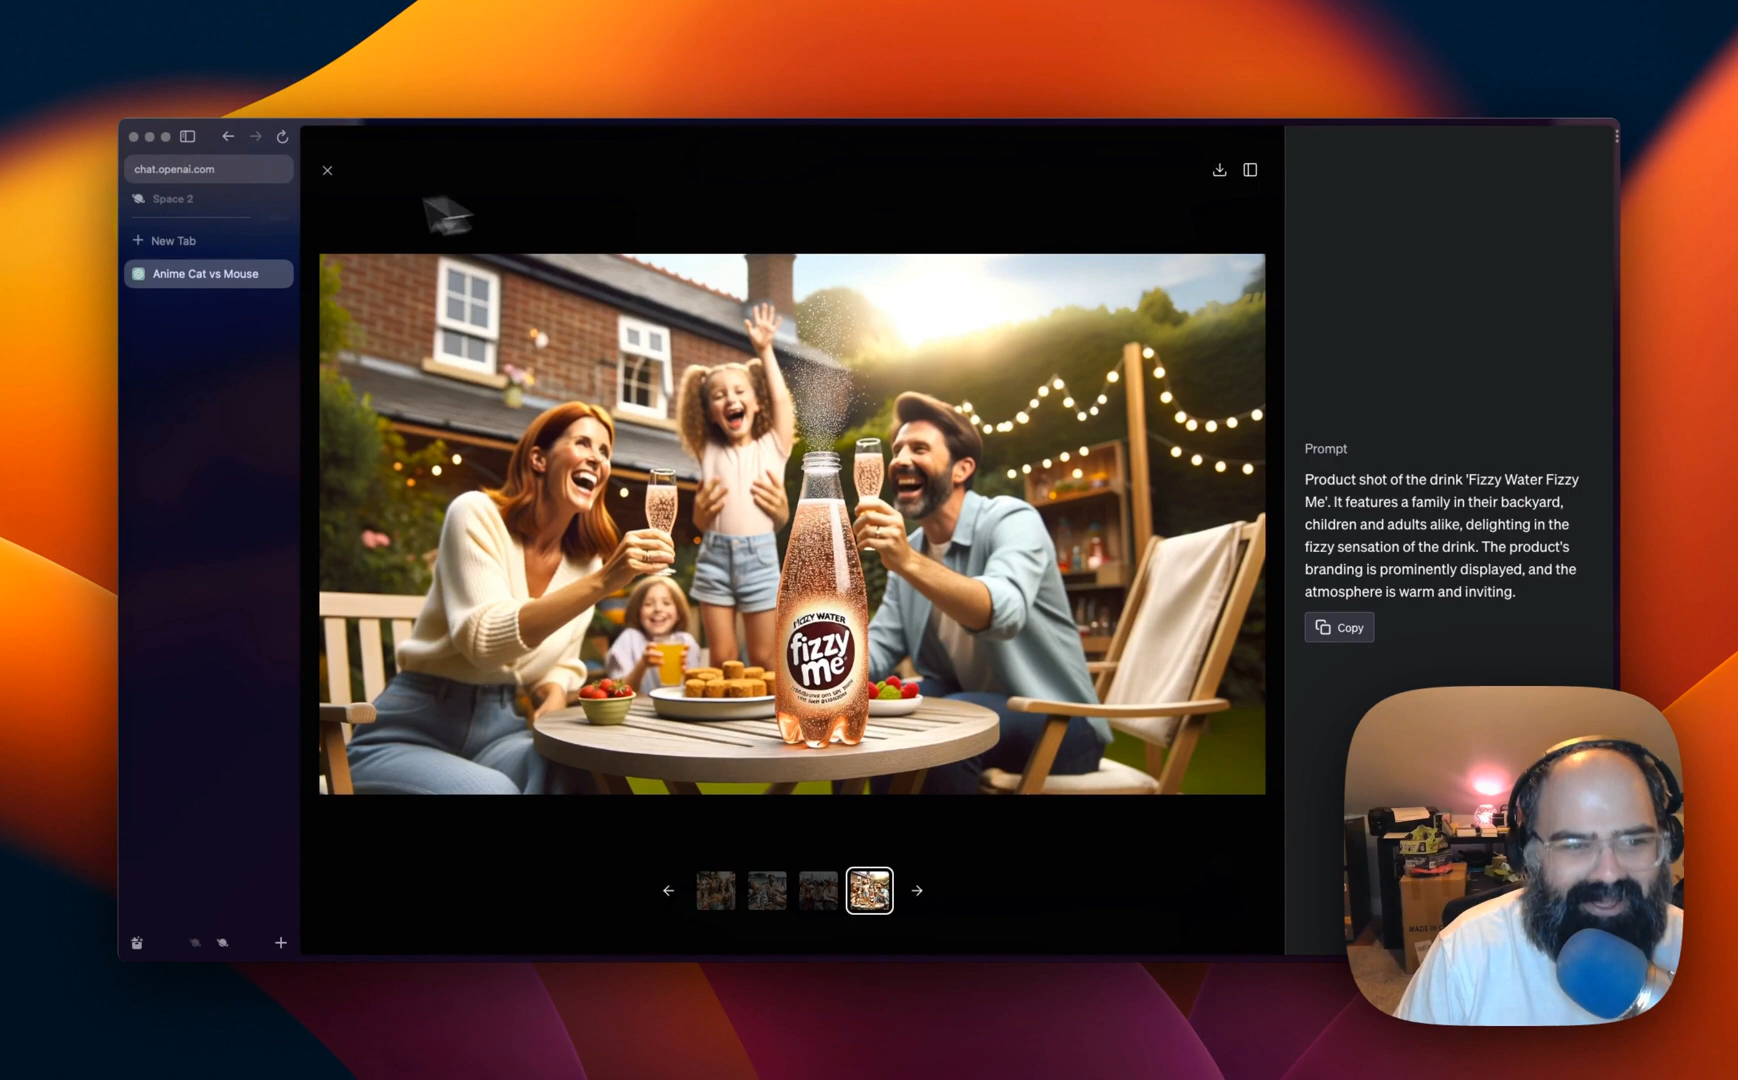 chat.openai.com
Space 2
New Tab
Anime Cat vs Mouse
FIZZY WATER
fizzy
me
Prompt
Product shot of the drink 'Fizzy Water Fizzy
Me'. It features a family in their backyard,
children and adults alike, delighting in the
fizzy sensation of the drink. The product's
branding is prominently displayed, and the
atmosphere is warm and inviting.
Copy
MADE IN